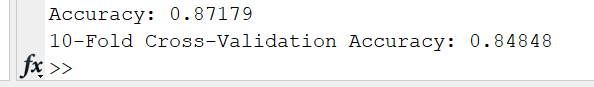 Accuracy: 0.87179
10-Fold Cross-Validation Accuracy: 0.84848
fx >>